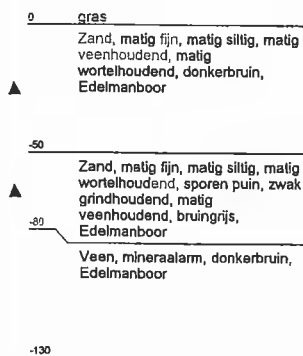 0 gras
Zand, matig fijn, matig siltig, matig
veenhoudend, matig
wortelhoudend, donkerbruin,
Edelmanboor
-50
Zand, matig fijn, matig siltig, matig
wortelhoudend, sporen puin, zwak
grindhoudend, matig
veenhoudend, bruingrijs,
-80 Edelmanboor
Veen, mineraalarm, donkerbruin,
Edelmanboor
-130